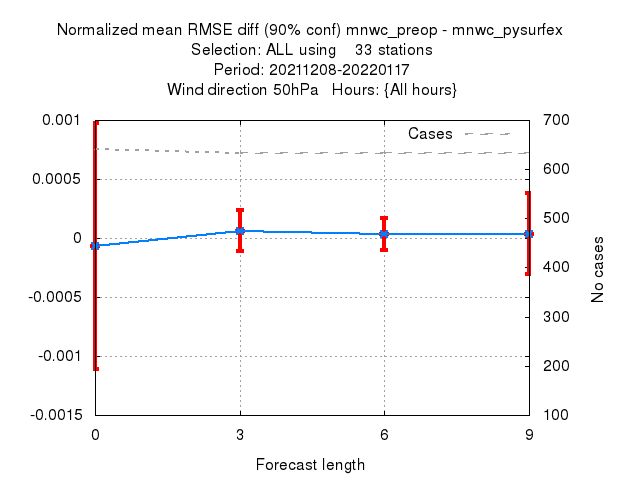 Normalized mean RMSE diff (90% conf) mnwc_preop - mnwc_pysurfex
Selection: ALL using    33 stations
Period: 20211208-20220117
Wind direction 50hPa   Hours: {All hours}
Cases
0.001
0.0005
0
-0.0005
-0.001
-0.0015
700
600
500
400
300
200
100
No cases
0 3 6 9
Forecast length